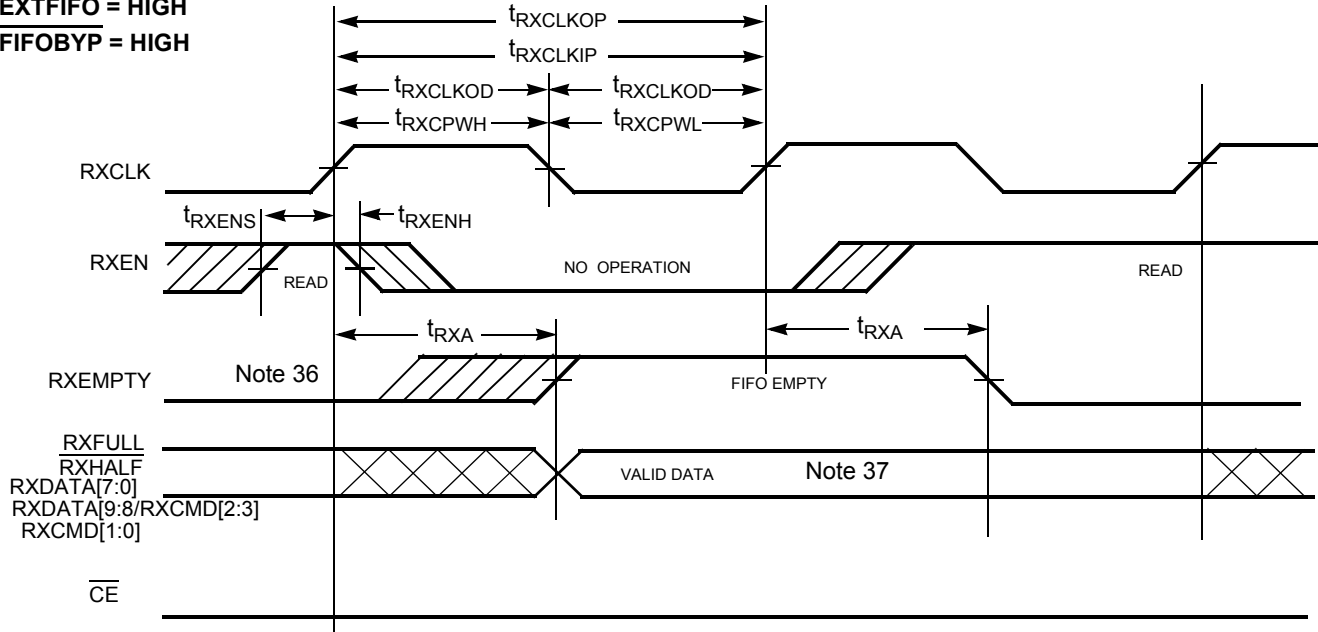 EXTFIFO = HIGH
FIFOBYP = HIGH
tRXCLKOP
tRXCLKIP
tRXCLKOD tRXCLKOD
tRXCPWH tRXCPWL
RXCLK
tRXENS tRXENH
RXEN READ NO OPERATION READ
tRXA tRXA
RXEMPTY Note 36 FIFO EMPTY
RXFULL
RXHALF
RXDATA[7:0]
RXDATA[9:8/RXCMD[2:3]
RXCMD[1:0]
VALID DATA Note 37
CE